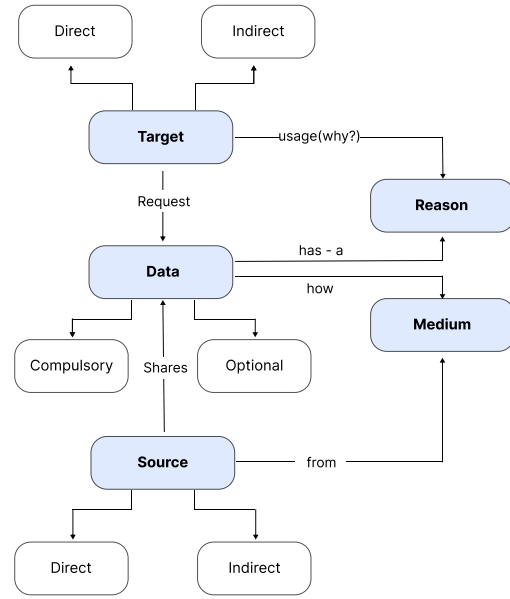 Direct
Indirect
Target
usage(why?)
Request
Reason
has - a
Data
how
Medium
Compulsory
Shares
Optional
Source
from
Direct
Indirect